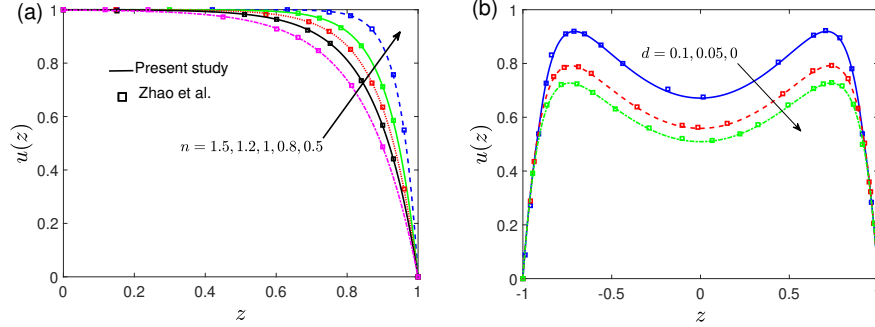 (a)
1
0.8
0.6
0.4
0.2
0
u(z)
0 0.2 0.4 0.6 0.8 1
z
Present study
Zhao et al.
n = 1.5, 1.2, 1, 0.8, 0.5
(b)
1
0.8
0.6
0.4
0.2
0
u(z)
-1 -0.5 0 0.5 1
z
d = 0.1, 0.05, 0